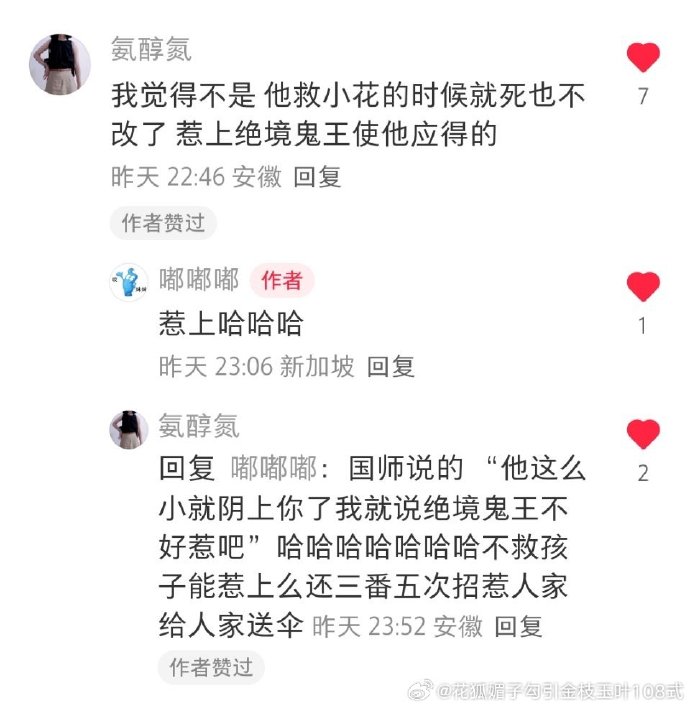 氨醇氮
我觉得不是 他救小花的时候就死也不
改了 惹上绝境鬼王使他应得的
7
昨天 22:46 安徽 回复
作者赞过
嘟嘟嘟 作者
惹上哈哈哈
1
昨天 23:06 新加坡 回复
氨醇氮
回复 嘟嘟嘟：国师说的 “他这么
2
小就阴上你了我就说绝境鬼王不
好惹吧”哈哈哈哈哈哈哈不救孩
子能惹上么还三番五次招惹人家
给人家送伞 昨天 23:52 安徽 回复
作者赞过
@花狐媚子勾引金枝玉叶108式